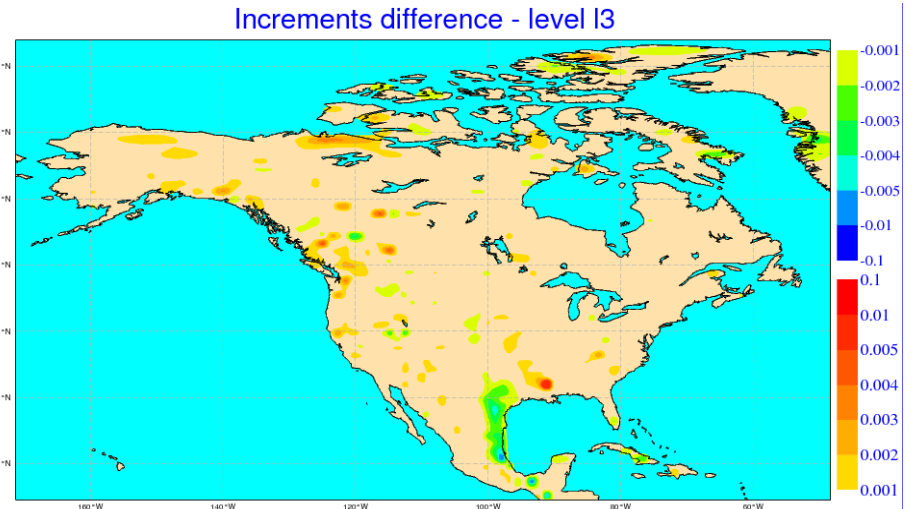 Increments difference - level l3
-0.001
-0.002
-0.003
-0.004
-0.005
-0.01
-0.1
0.1
0.01
0.005
0.004
0.003
0.002
0.001
°N
°N
°N
°N
°N
°N
°N
160°W 140°W 120°W 100°W 80°W 60°W